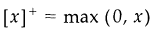 [x]⁺ = max (0, x)